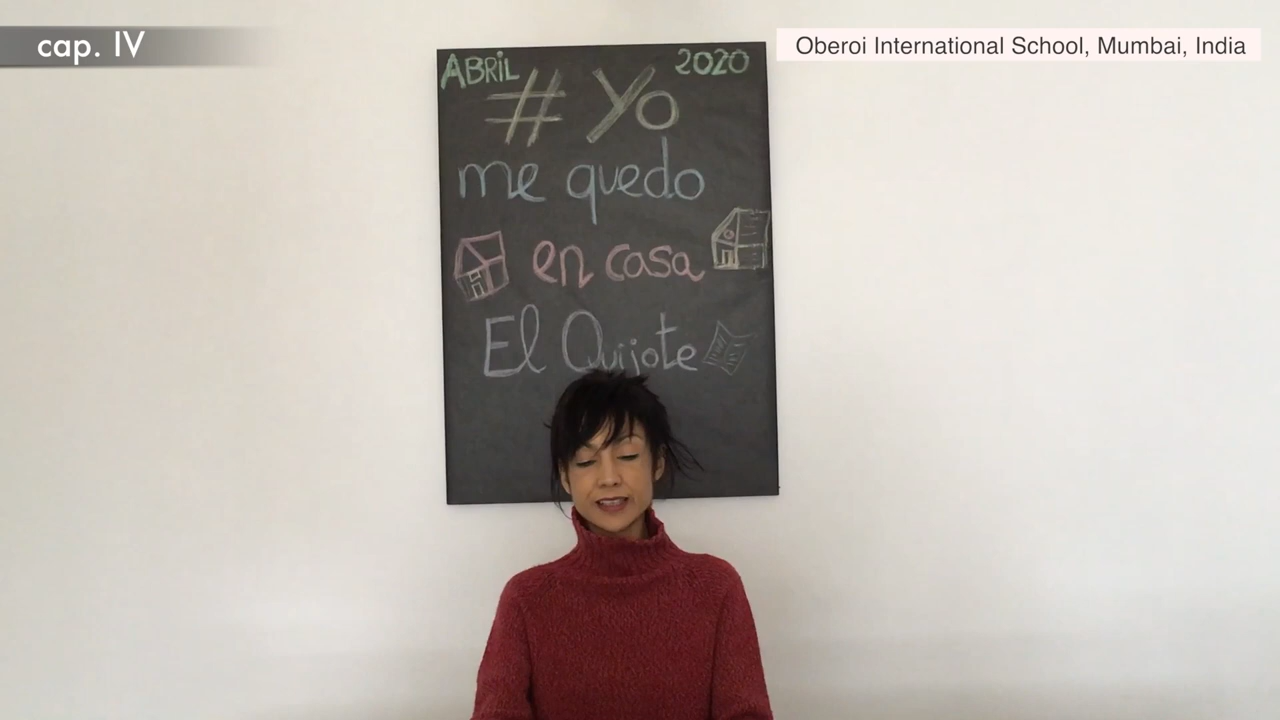 cap. IV
Oberoi International School, Mumbai, India
ABRiL 2020
# Yo
me quedo
en casa
El Quijote